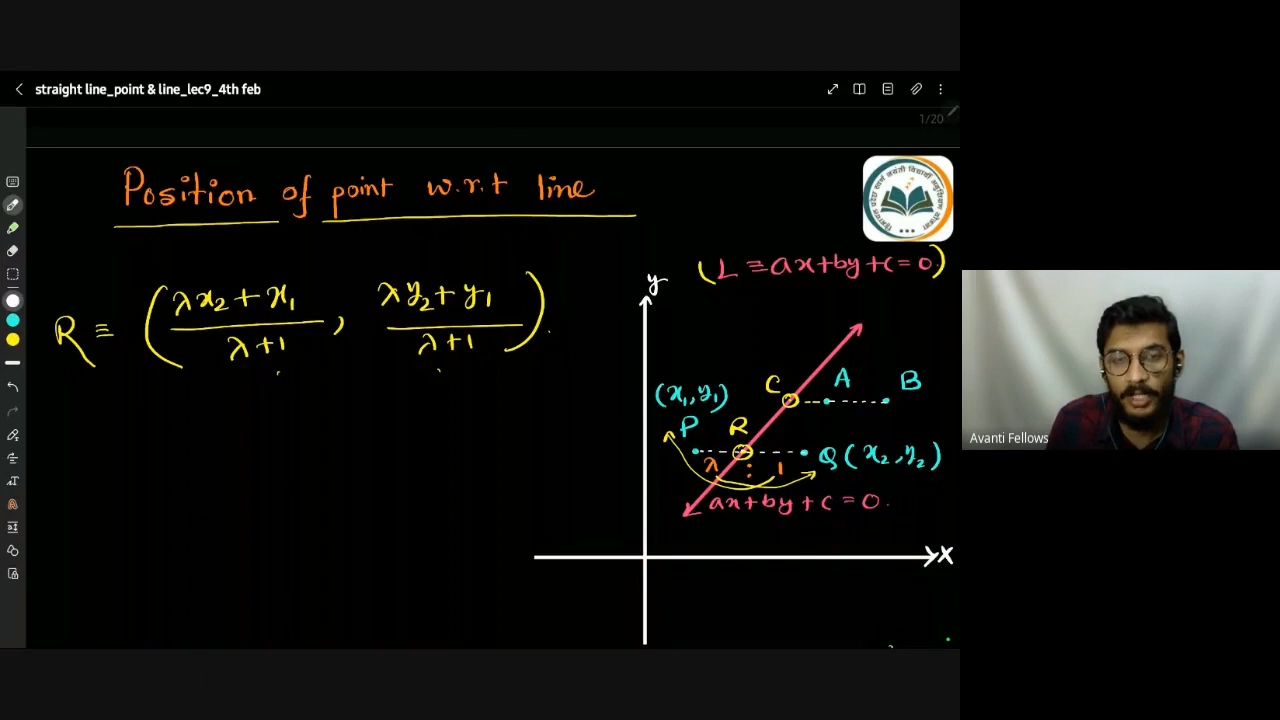 straight line_point & line_lec9_4th feb
1/20
Position of point w.r.t line
(L ≡ ax+by+c=0)
y
R ≡ (λx₂+x₁/λ+1, λy₂+y₁/λ+1).
C A B
(x₁,y₁)
P R Q(x₂,y₂)
λ : 1
ax+by+c=0.
X
Avanti Fellows